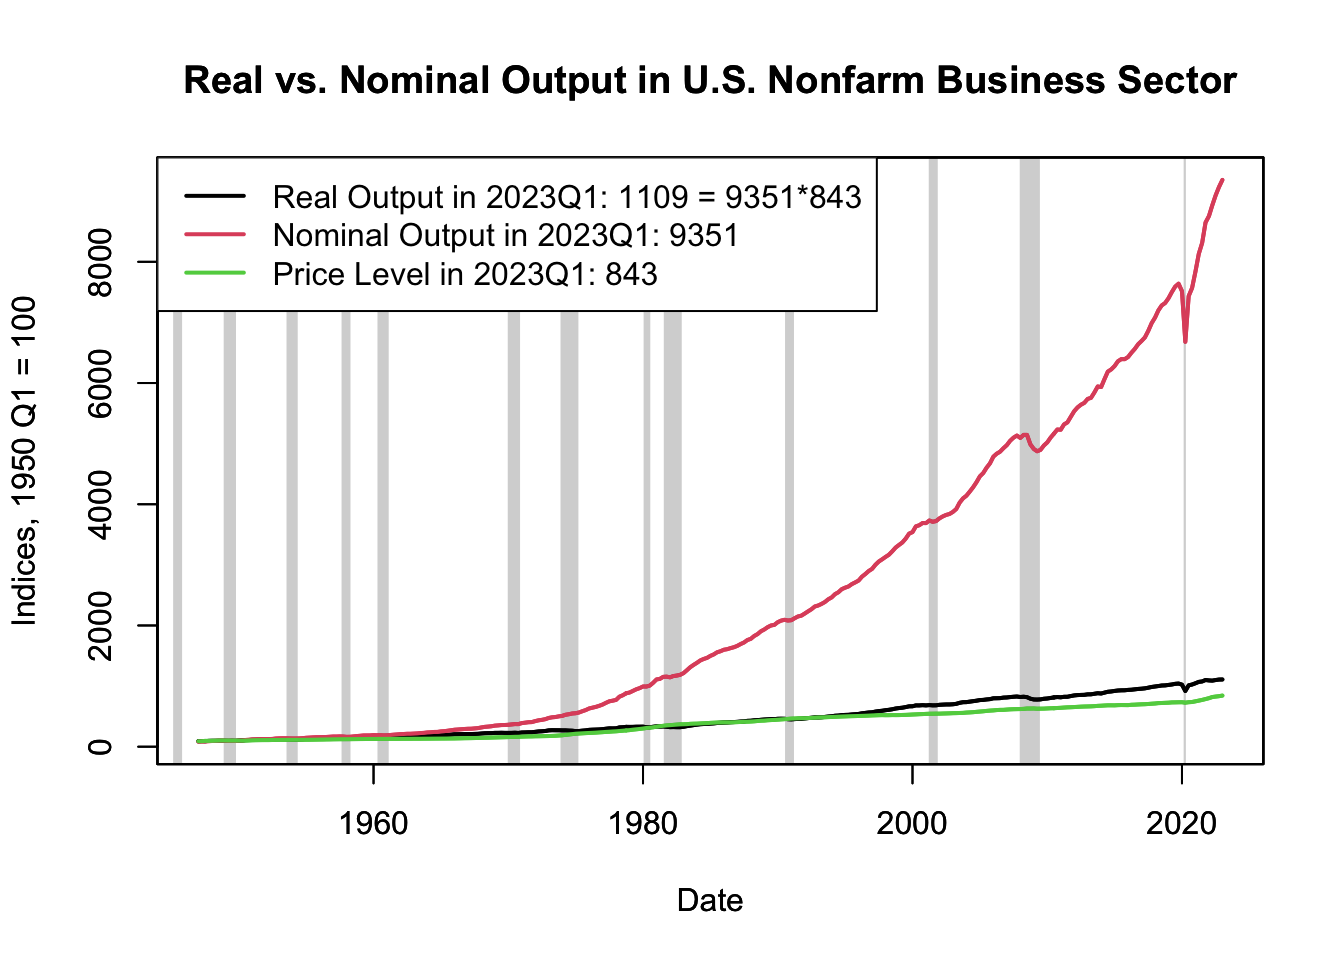 Real vs. Nominal Output in U.S. Nonfarm Business Sector
Real Output in 2023Q1: 1109 = 9351*843
Nominal Output in 2023Q1: 9351
Price Level in 2023Q1: 843
Indices, 1950 Q1 = 100
8000
6000
4000
2000
0
1960 1980 2000 2020
Date